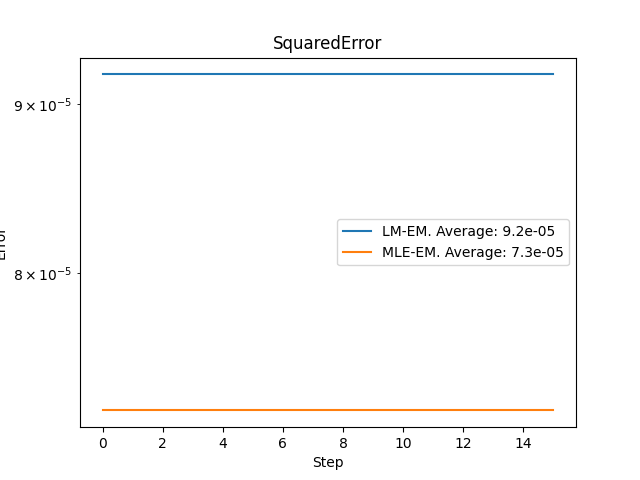 SquaredError
9 × 10⁻⁵
8 × 10⁻⁵
Error
LM-EM. Average: 9.2e-05
MLE-EM. Average: 7.3e-05
0 2 4 6 8 10 12 14
Step